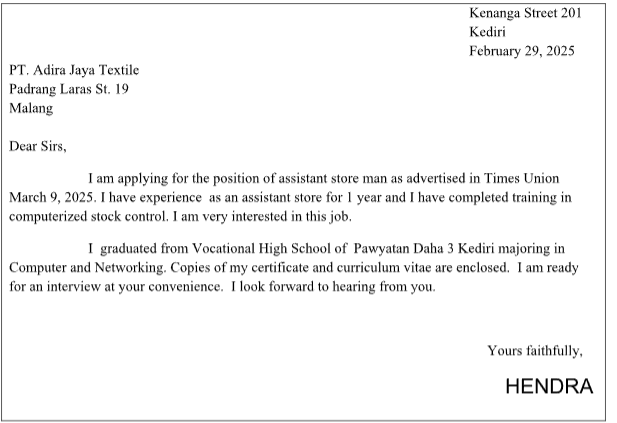 Kenanga Street 201
Kediri
February 29, 2025
PT. Adira Jaya Textile
Padrang Laras St. 19
Malang
Dear Sirs,
I am applying for the position of assistant store man as advertised in Times Union
March 9, 2025. I have experience  as an assistant store for 1 year and I have completed training in
computerized stock control. I am very interested in this job.
I  graduated from Vocational High School of  Pawyatan Daha 3 Kediri majoring in
Computer and Networking. Copies of my certificate and curriculum vitae are enclosed.  I am ready
for an interview at your convenience.  I look forward to hearing from you.
Yours faithfully,
HENDRA